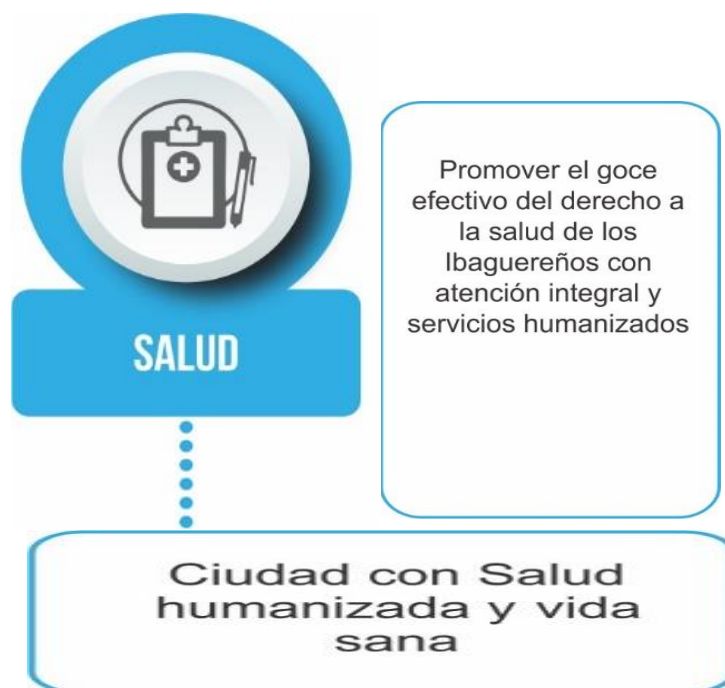 SALUD
Promover el goce
efectivo del derecho a
la salud de los
Ibaguereños con
atención integral y
servicios humanizados
Ciudad con Salud
humanizada y vida
sana